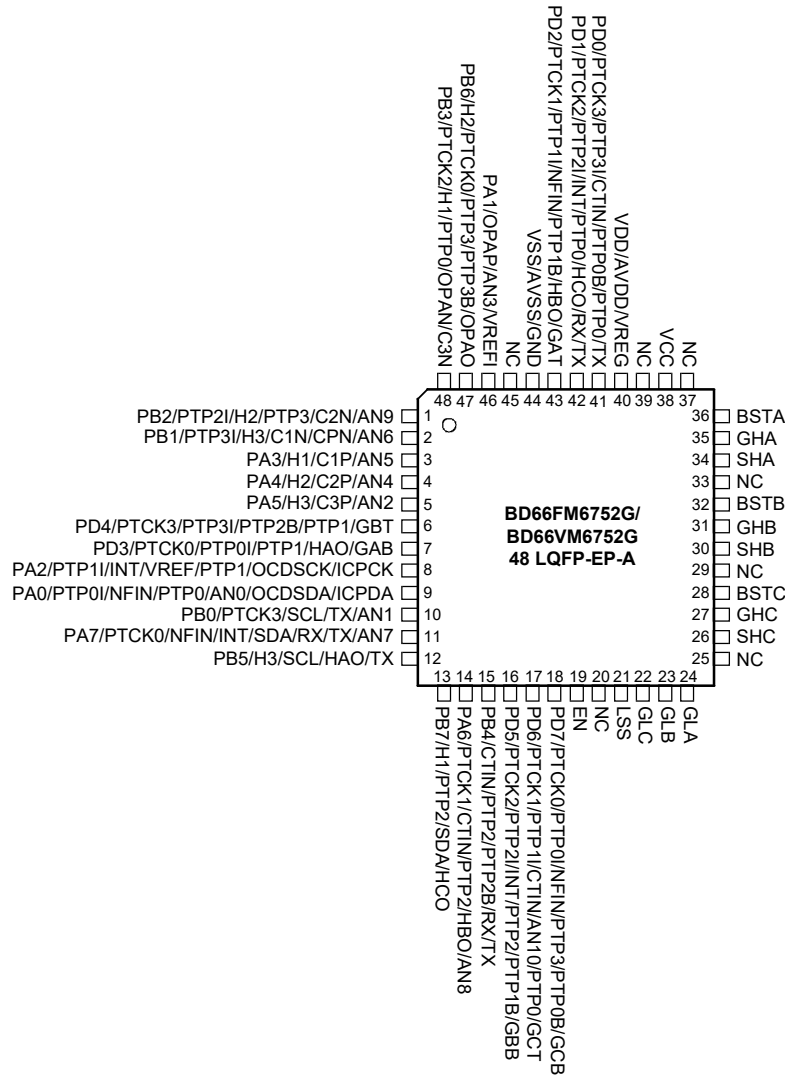 PB3/PTCK2/H1/PTP0/OPAN/C3N
PB6/H2/PTCK0/PTP3/PTP3B/OPAO
PA1/OPAP/AN3/VREFI
NC
VSS/AVSS/GND
PD2/PTCK1/PTP1I/NFIN/PTP1B/HBO/GAT
PD1/PTCK2/PTP2I/INT/PTP0/HCO/RX/TX
PD0/PTCK3/PTP3I/CTIN/PTP0B/PTP0/TX
VDD/AVDD/VREG
NC
VCC
NC
48 47 46 45 44 43 42 41 40 39 38 37
PB2/PTP2I/H2/PTP3/C2N/AN9 1
PB1/PTP3I/H3/C1N/CPN/AN6 2
PA3/H1/C1P/AN5 3
PA4/H2/C2P/AN4 4
PA5/H3/C3P/AN2 5
PD4/PTCK3/PTP3I/PTP2B/PTP1/GBT 6
PD3/PTCK0/PTP0I/PTP1/HAO/GAB 7
PA2/PTP1I/INT/VREF/PTP1/OCDSCK/ICPCK 8
PA0/PTP0I/NFIN/PTP0/AN0/OCDSDA/ICPDA 9
PB0/PTCK3/SCL/TX/AN1 10
PA7/PTCK0/NFIN/INT/SDA/RX/TX/AN7 11
PB5/H3/SCL/HAO/TX 12
BD66FM6752G/
BD66VM6752G
48 LQFP-EP-A
36 BSTA
35 GHA
34 SHA
33 NC
32 BSTB
31 GHB
30 SHB
29 NC
28 BSTC
27 GHC
26 SHC
25 NC
13 14 15 16 17 18 19 20 21 22 23 24
PB7/H1/PTP2/SDA/HCO
PA6/PTCK1/CTIN/PTP2/HBO/AN8
PB4/CTIN/PTP2/PTP2B/RX/TX
PD5/PTCK2/PTP2I/INT/PTP2/PTP1B/GBB
PD6/PTCK1/PTP1I/CTIN/AN10/PTP0/GCT
PD7/PTCK0/PTP0I/NFIN/PTP3/PTP0B/GCB
EN
NC
LSS
GLC
GLB
GLA